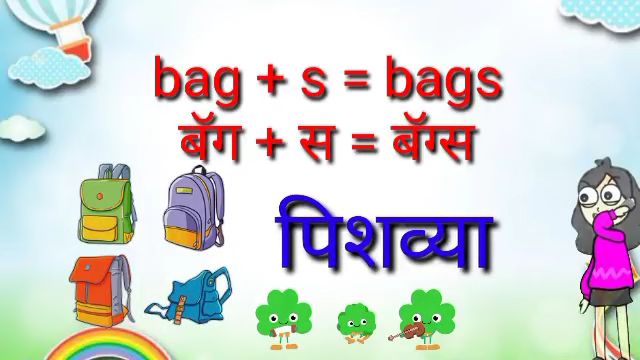 bag + s = bags
बॅग + स = बॅग्स
पिशव्या